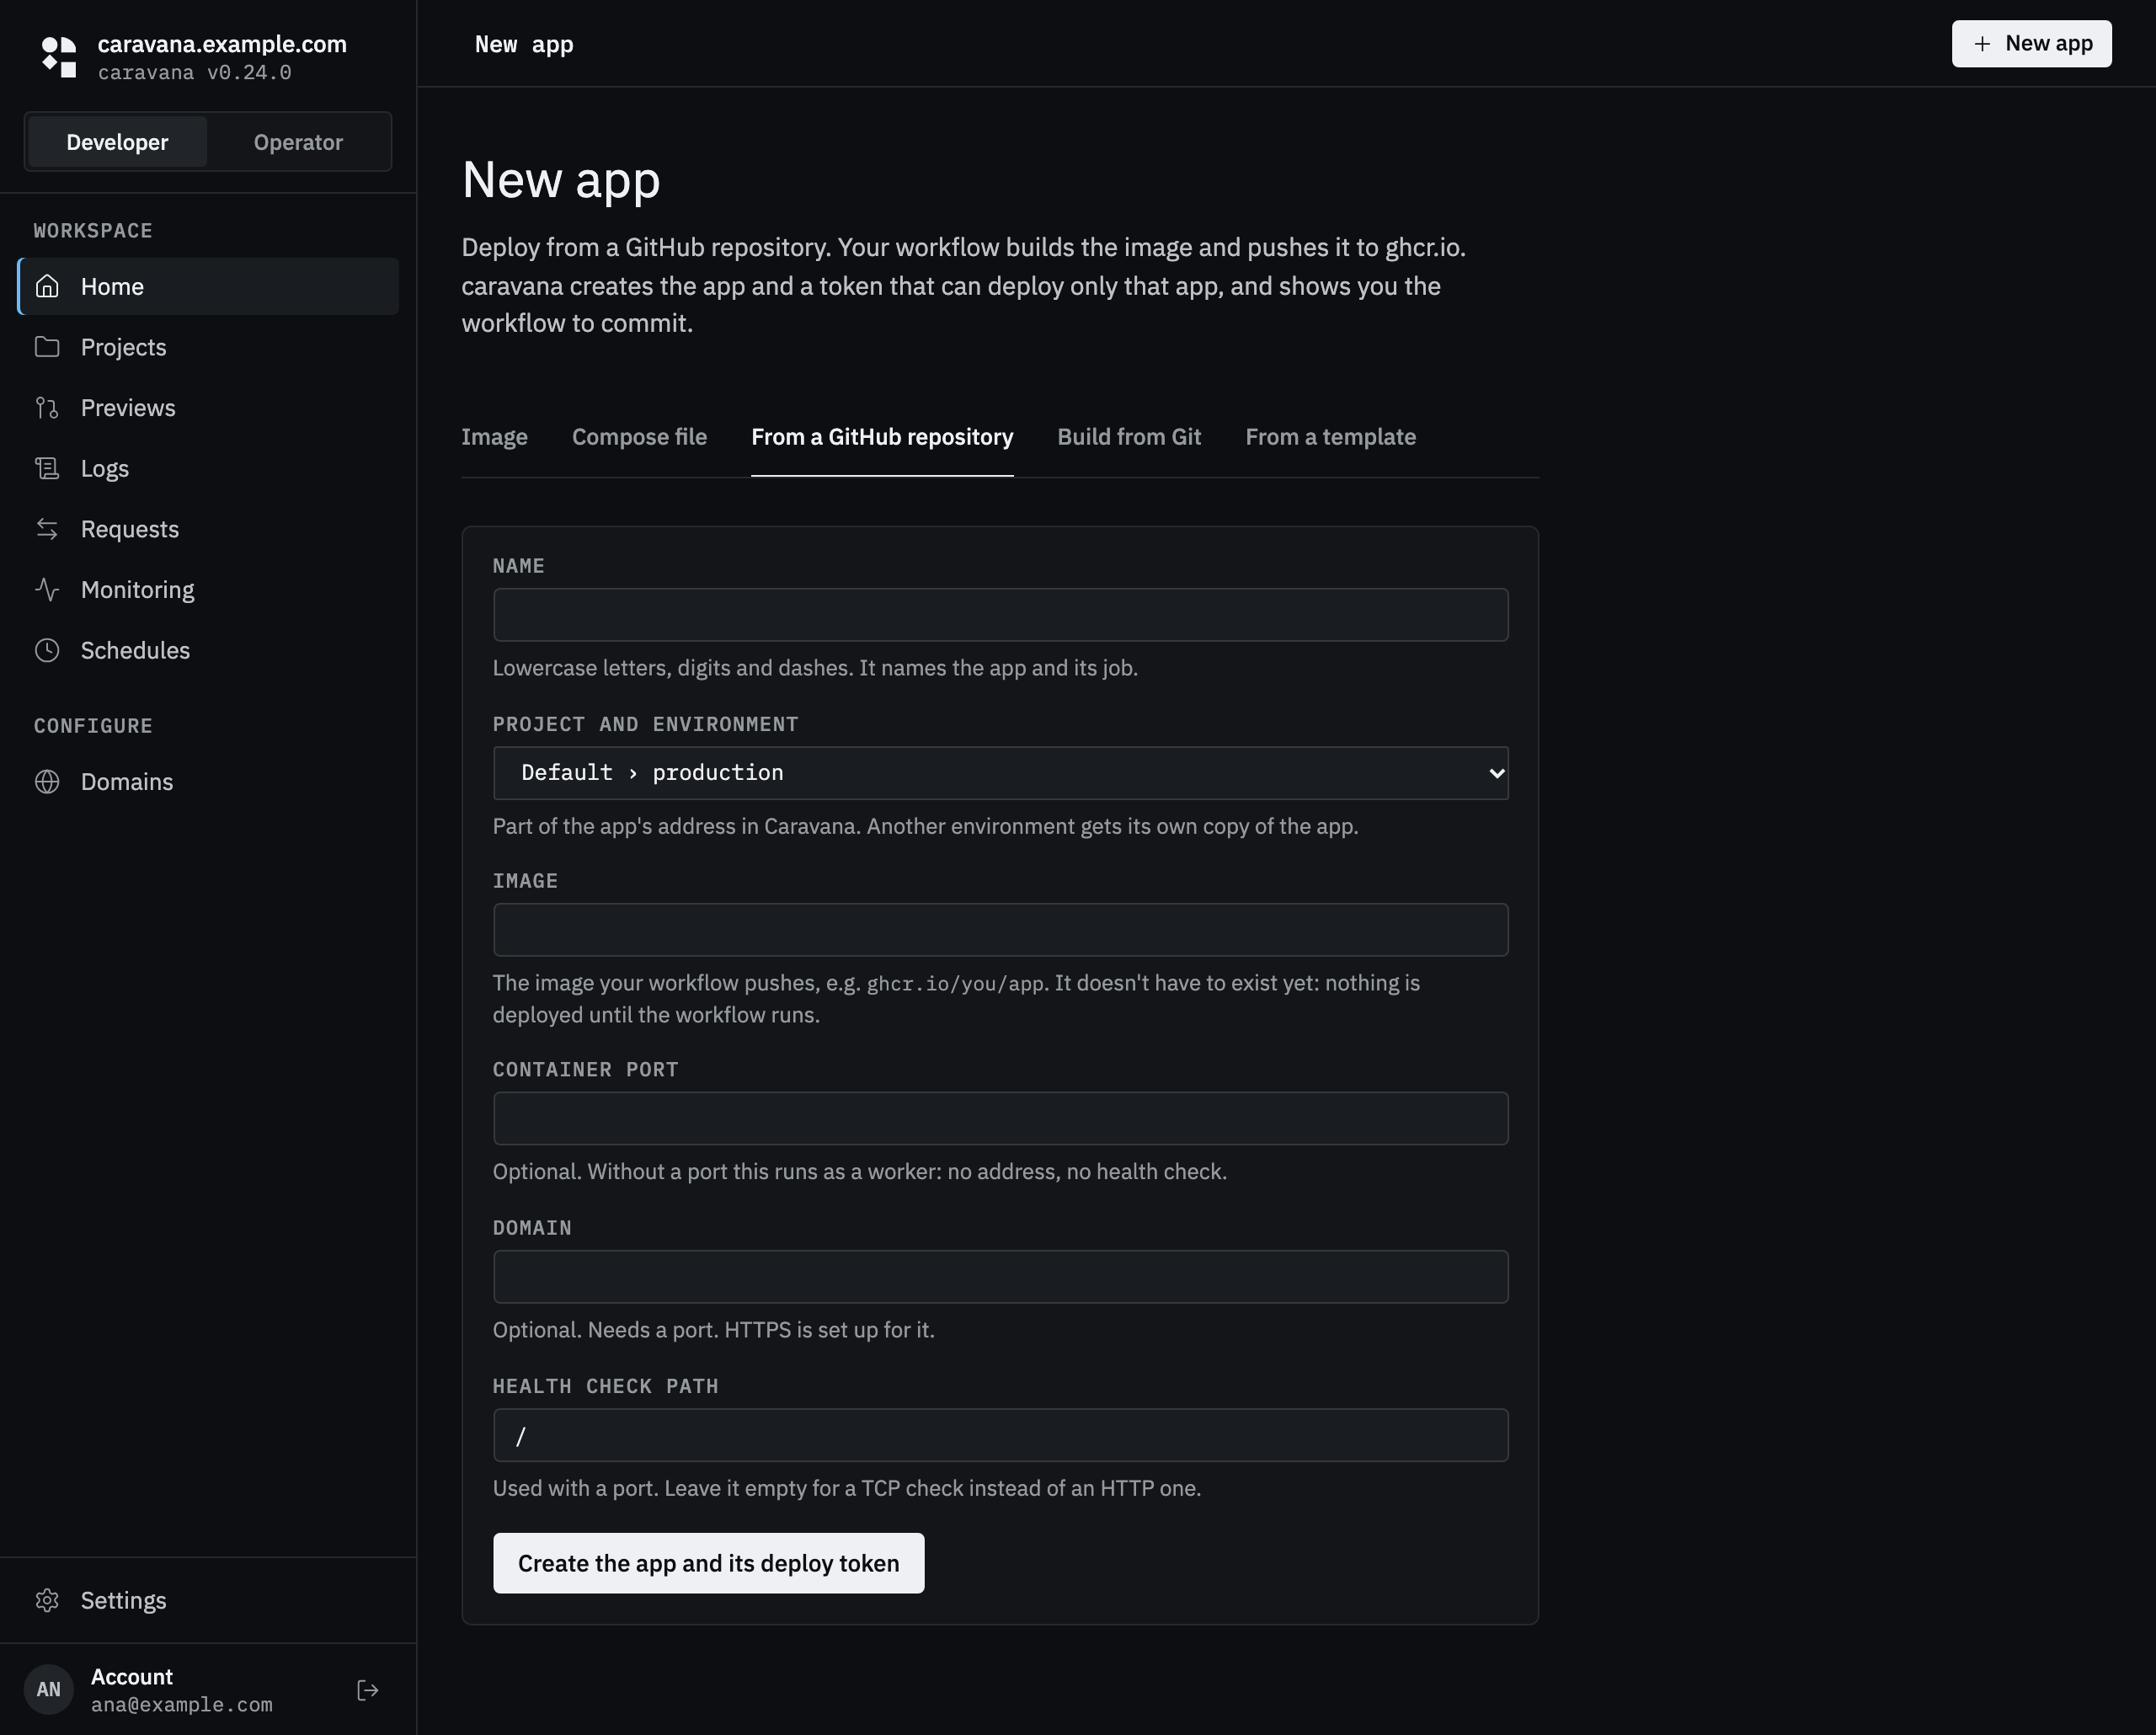 caravana.example.com
caravana v0.24.0
Developer
Operator
WORKSPACE
Home
Projects
Previews
Logs
Requests
Monitoring
Schedules
CONFIGURE
Domains
Settings
AN
Account
ana@example.com
New app
+ New app
New app
Deploy from a GitHub repository. Your workflow builds the image and pushes it to ghcr.io.
caravana creates the app and a token that can deploy only that app, and shows you the
workflow to commit.
Image
Compose file
From a GitHub repository
Build from Git
From a template
NAME
Lowercase letters, digits and dashes. It names the app and its job.
PROJECT AND ENVIRONMENT
Default › production
Part of the app's address in Caravana. Another environment gets its own copy of the app.
IMAGE
The image your workflow pushes, e.g. ghcr.io/you/app. It doesn't have to exist yet: nothing is
deployed until the workflow runs.
CONTAINER PORT
Optional. Without a port this runs as a worker: no address, no health check.
DOMAIN
Optional. Needs a port. HTTPS is set up for it.
HEALTH CHECK PATH
/
Used with a port. Leave it empty for a TCP check instead of an HTTP one.
Create the app and its deploy token